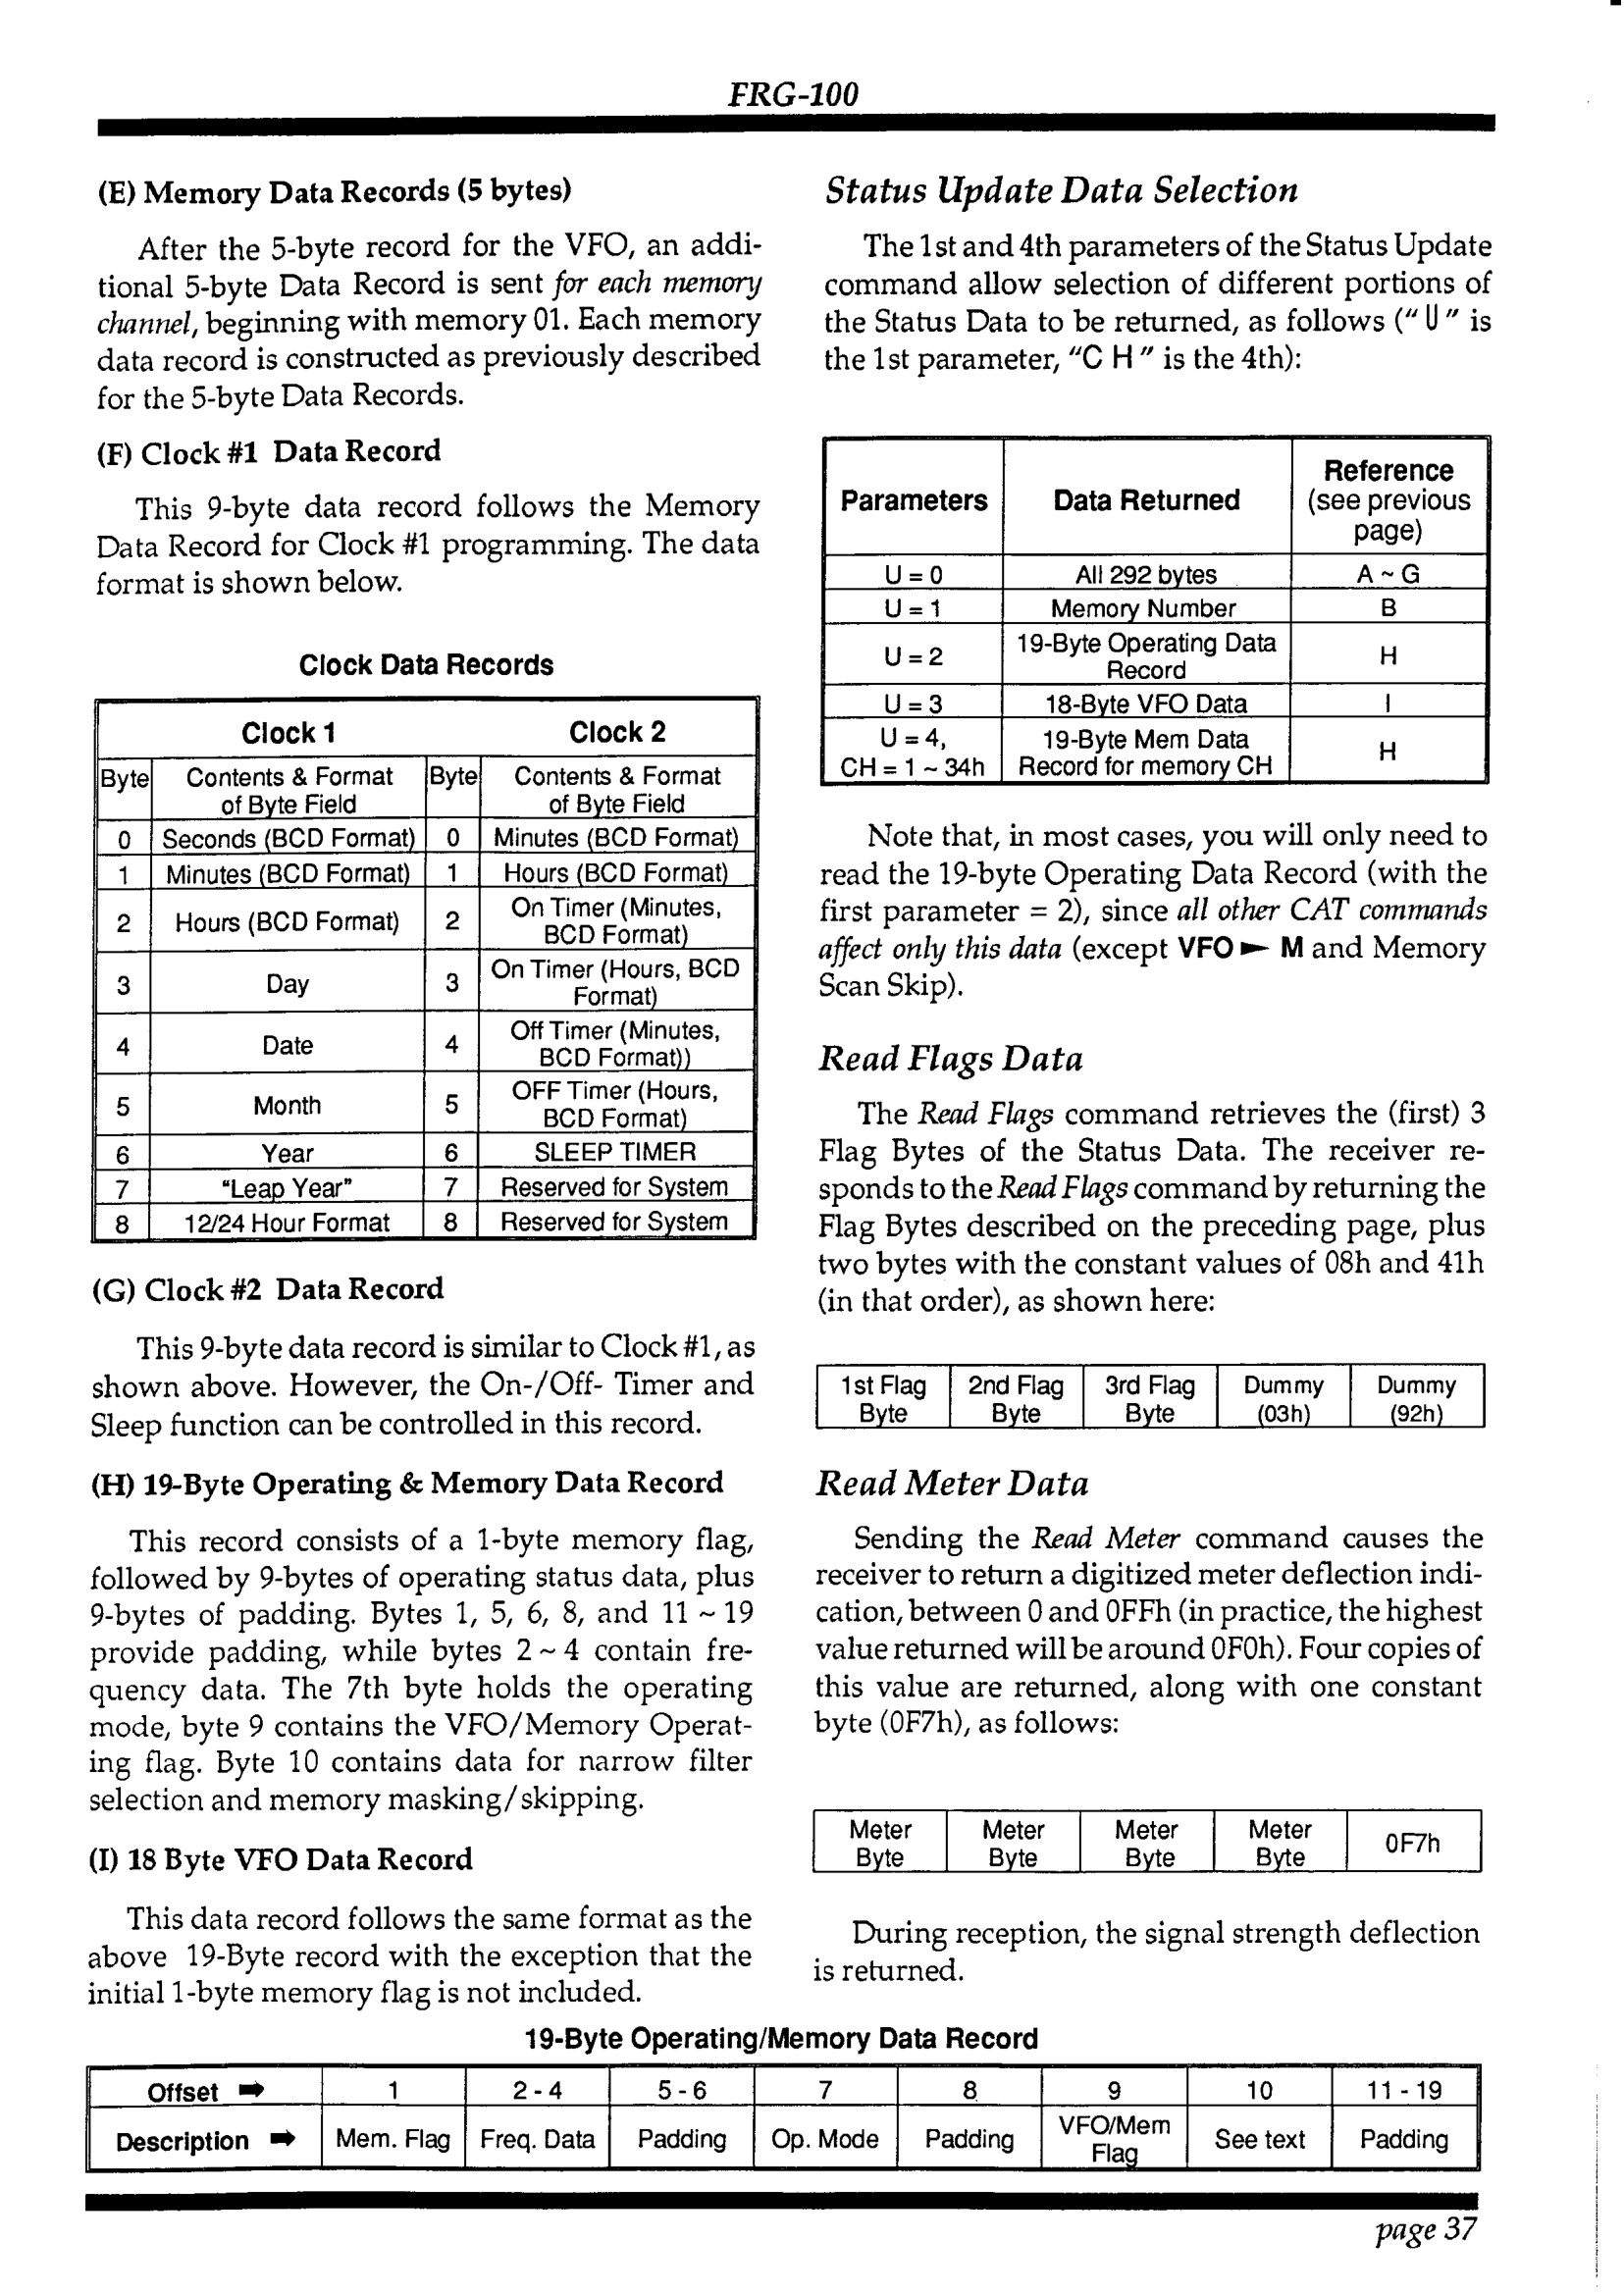 FRG-100
(E) Memory Data Records (5 bytes)
After the 5-byte record for the VFO, an addi-
tional 5-byte Data Record is sent for each memory
channel, beginning with memory 01. Each memory
data record is constructed as previously described
for the 5-byte Data Records.
(F) Clock #1 Data Record
This 9-byte data record follows the Memory
Data Record for Clock #1 programming. The data
format is shown below.
Clock Data Records
Clock 1 Clock 2
Byte Contents & Format of Byte Field Byte Contents & Format of Byte Field
0 Seconds (BCD Format) 0 Minutes (BCD Format)
1 Minutes (BCD Format) 1 Hours (BCD Format)
2 Hours (BCD Format) 2 On Timer (Minutes, BCD Format)
3 Day 3 On Timer (Hours, BCD Format)
4 Date 4 Off Timer (Minutes, BCD Format))
5 Month 5 OFF Timer (Hours, BCD Format)
6 Year 6 SLEEP TIMER
7 "Leap Year" 7 Reserved for System
8 12/24 Hour Format 8 Reserved for System
(G) Clock #2 Data Record
This 9-byte data record is similar to Clock #1, as
shown above. However, the On-/Off- Timer and
Sleep function can be controlled in this record.
(H) 19-Byte Operating & Memory Data Record
This record consists of a 1-byte memory flag,
followed by 9-bytes of operating status data, plus
9-bytes of padding. Bytes 1, 5, 6, 8, and 11 ~ 19
provide padding, while bytes 2 ~ 4 contain fre-
quency data. The 7th byte holds the operating
mode, byte 9 contains the VFO/Memory Operat-
ing flag. Byte 10 contains data for narrow filter
selection and memory masking/skipping.
(I) 18 Byte VFO Data Record
This data record follows the same format as the
above 19-Byte record with the exception that the
initial 1-byte memory flag is not included.
Status Update Data Selection
The 1st and 4th parameters of the Status Update
command allow selection of different portions of
the Status Data to be returned, as follows (" U " is
the 1st parameter, "C H " is the 4th):
Parameters Data Returned Reference (see previous page)
U = 0 All 292 bytes A ~ G
U = 1 Memory Number B
U = 2 19-Byte Operating Data Record H
U = 3 18-Byte VFO Data I
U = 4, CH = 1 ~ 34h 19-Byte Mem Data Record for memory CH H
Note that, in most cases, you will only need to
read the 19-byte Operating Data Record (with the
first parameter = 2), since all other CAT commands
affect only this data (except VFO ► M and Memory
Scan Skip).
Read Flags Data
The Read Flags command retrieves the (first) 3
Flag Bytes of the Status Data. The receiver re-
sponds to the Read Flags command by returning the
Flag Bytes described on the preceding page, plus
two bytes with the constant values of 08h and 41h
(in that order), as shown here:
1st Flag Byte 2nd Flag Byte 3rd Flag Byte Dummy (03h) Dummy (92h)
Read Meter Data
Sending the Read Meter command causes the
receiver to return a digitized meter deflection indi-
cation, between 0 and 0FFh (in practice, the highest
value returned will be around 0F0h). Four copies of
this value are returned, along with one constant
byte (0F7h), as follows:
Meter Byte Meter Byte Meter Byte Meter Byte 0F7h
During reception, the signal strength deflection
is returned.
19-Byte Operating/Memory Data Record
Offset ➡ 1 2 - 4 5 - 6 7 8 9 10 11 - 19
Description ➡ Mem. Flag Freq. Data Padding Op. Mode Padding VFO/Mem Flag See text Padding
page 37